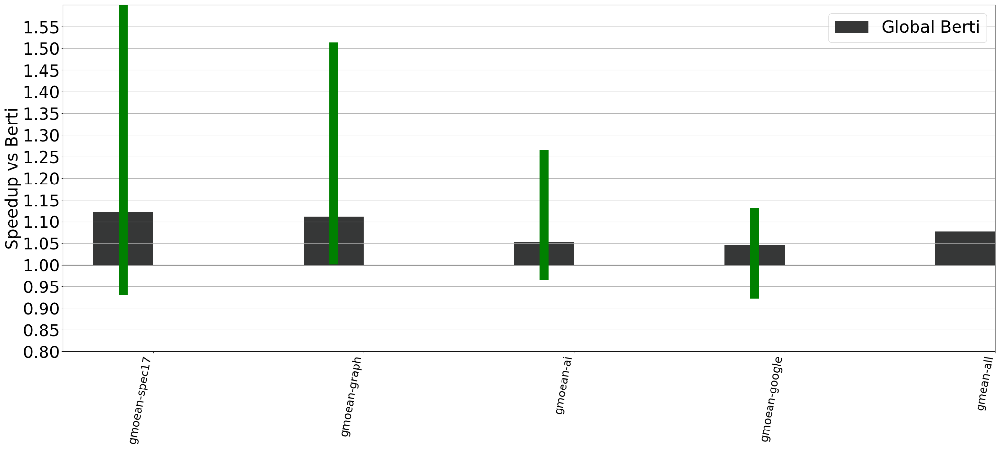 Speedup vs Berti
1.55
1.50
1.45
1.40
1.35
1.30
1.25
1.20
1.15
1.10
1.05
1.00
0.95
0.90
0.85
0.80
Global Berti
gmoean-spec17
gmoean-graph
gmoean-ai
gmoean-google
gmean-all